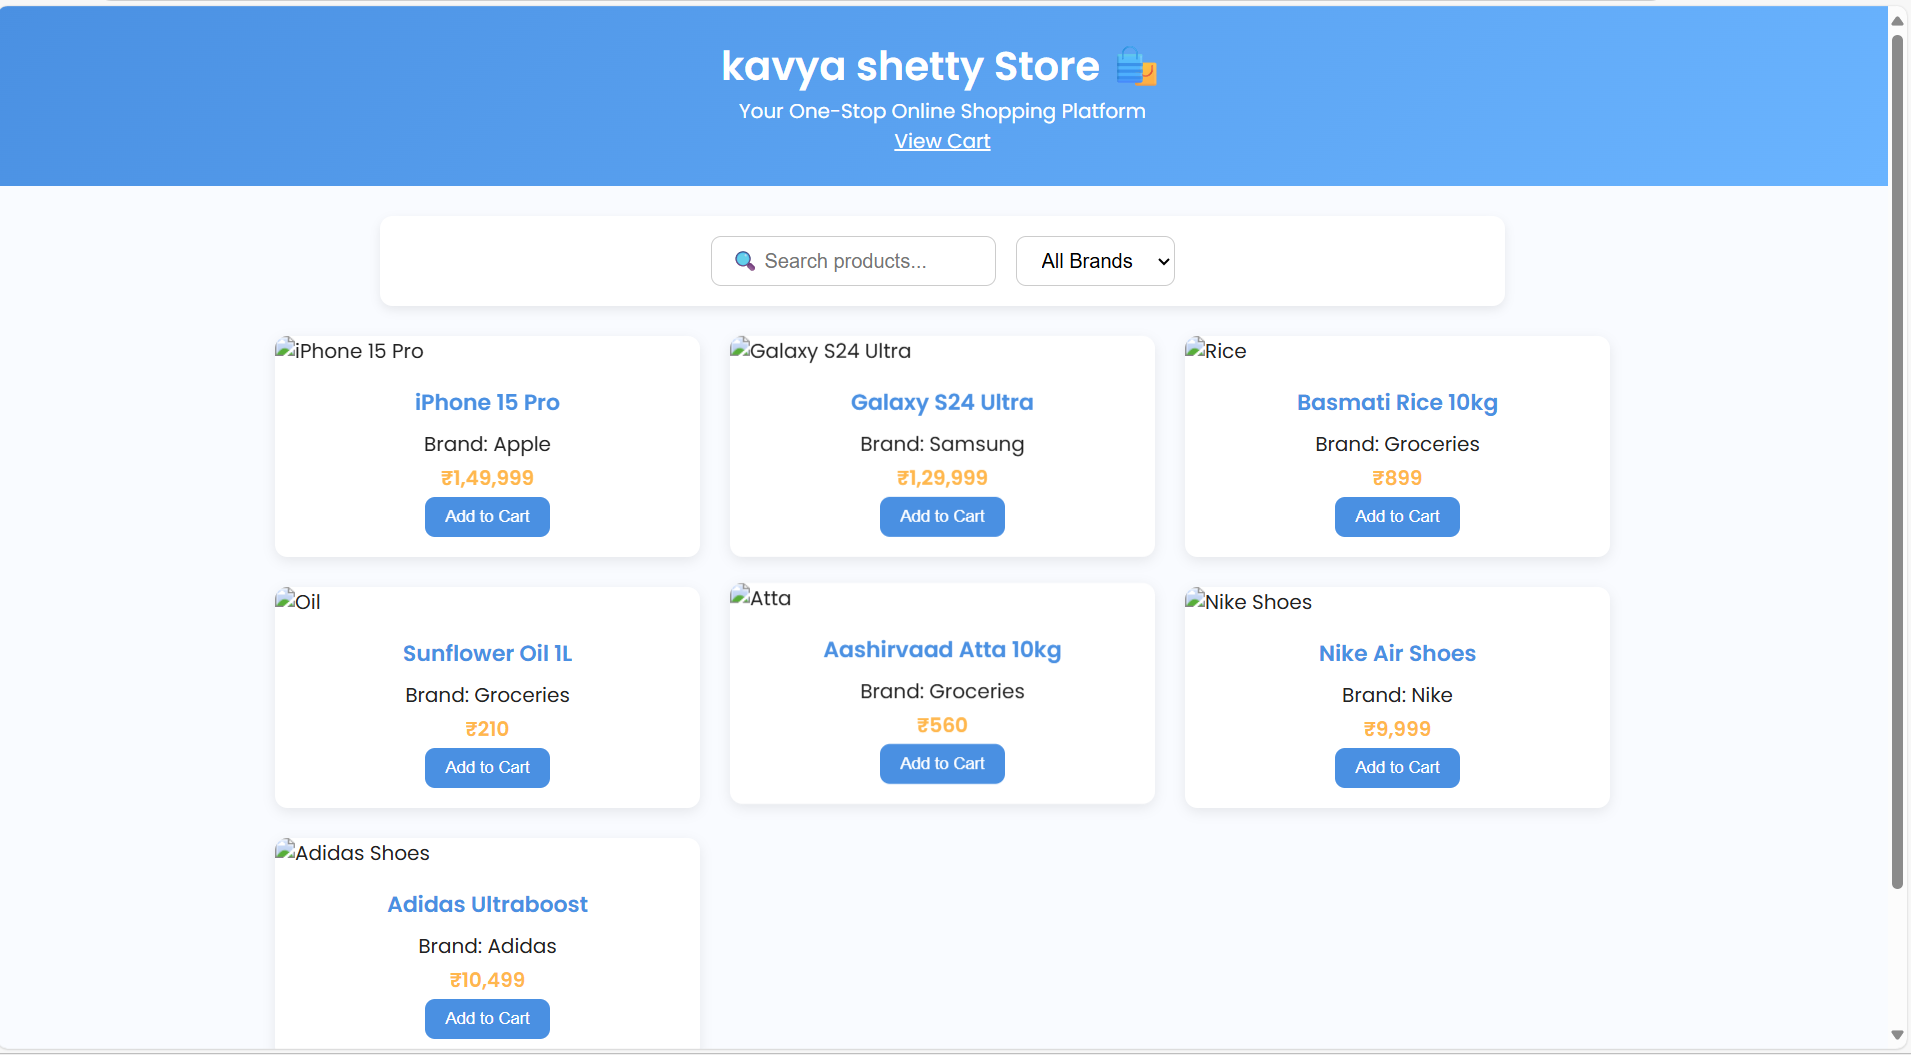 kavya shetty Store
Your One-Stop Online Shopping Platform
View Cart
Search products...
All Brands
iPhone 15 Pro
iPhone 15 Pro
Brand: Apple
₹1,49,999
Add to Cart
Galaxy S24 Ultra
Galaxy S24 Ultra
Brand: Samsung
₹1,29,999
Add to Cart
Rice
Basmati Rice 10kg
Brand: Groceries
₹899
Add to Cart
Oil
Sunflower Oil 1L
Brand: Groceries
₹210
Add to Cart
Atta
Aashirvaad Atta 10kg
Brand: Groceries
₹560
Add to Cart
Nike Shoes
Nike Air Shoes
Brand: Nike
₹9,999
Add to Cart
Adidas Shoes
Adidas Ultraboost
Brand: Adidas
₹10,499
Add to Cart